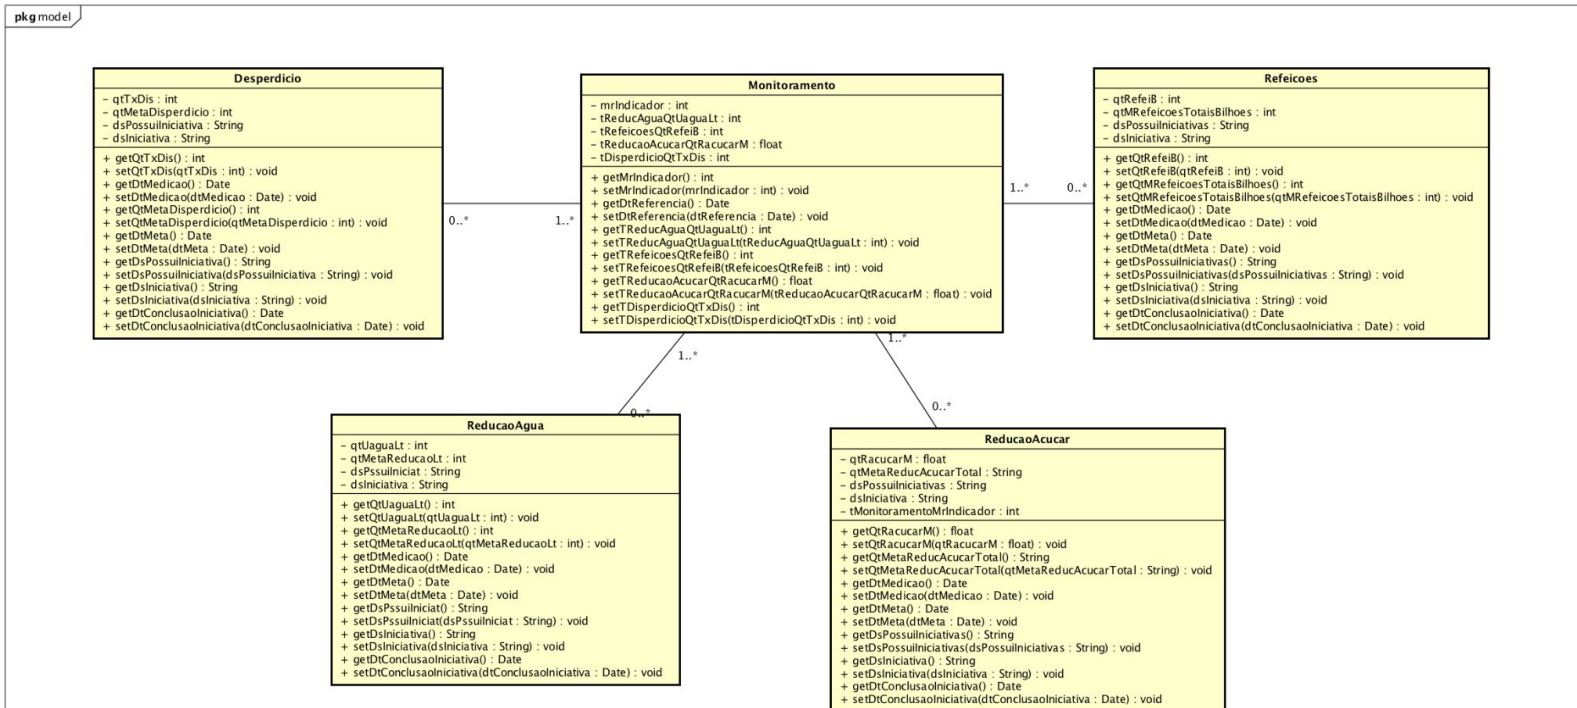 pkg model
Desperdicio
- qtTxDis : int
- qtMetaDisperdicio : int
- dsPossuiIniciativa : String
- dsIniciativa : String
+ getQtTxDis() : int
+ setQtTxDis(qtTxDis : int) : void
+ getDtMedicao() : Date
+ setDtMedicao(dtMedicao : Date) : void
+ getQtMetaDisperdicio() : int
+ setQtMetaDisperdicio(qtMetaDisperdicio : int) : void
+ getDtMeta() : Date
+ setDtMeta(dtMeta : Date) : void
+ getDsPossuiIniciativa() : String
+ setDsPossuiIniciativa(dsPossuiIniciativa : String) : void
+ getDsIniciativa() : String
+ setDsIniciativa(dsIniciativa : String) : void
+ getDtConclusaoIniciativa() : Date
+ setDtConclusaoIniciativa(dtConclusaoIniciativa : Date) : void
0..*
1..*
Monitoramento
- mrIndicador : int
- tReducAguaQtUaguaLt : int
- tRefeicoesQtRefeiB : int
- tReducaoAcucarQtRacucarM : float
- tDisperdicioQtTxDis : int
+ getMrIndicador() : int
+ setMrIndicador(mrIndicador : int) : void
+ getDtReferencia() : Date
+ setDtReferencia(dtReferencia : Date) : void
+ getTReducAguaQtUaguaLt() : int
+ setTReducAguaQtUaguaLt(tReducAguaQtUaguaLt : int) : void
+ getTRefeicoesQtRefeiB() : int
+ setTRefeicoesQtRefeiB(tRefeicoesQtRefeiB : int) : void
+ getTReducaoAcucarQtRacucarM() : float
+ setTReducaoAcucarQtRacucarM(tReducaoAcucarQtRacucarM : float) : void
+ getTDisperdicioQtTxDis() : int
+ setTDisperdicioQtTxDis(tDisperdicioQtTxDis : int) : void
1..*
0..*
Refeicoes
- qtRefeiB : int
- qtMRefeicoesTotaisBilhoes : int
- dsPossuiIniciativas : String
- dsIniciativa : String
+ getQtRefeiB() : int
+ setQtRefeiB(qtRefeiB : int) : void
+ getQtMRefeicoesTotaisBilhoes() : int
+ setQtMRefeicoesTotaisBilhoes(qtMRefeicoesTotaisBilhoes : int) : void
+ getDtMedicao() : Date
+ setDtMedicao(dtMedicao : Date) : void
+ getDtMeta() : Date
+ setDtMeta(dtMeta : Date) : void
+ getDsPossuiIniciativas() : String
+ setDsPossuiIniciativas(dsPossuiIniciativas : String) : void
+ getDsIniciativa() : String
+ setDsIniciativa(dsIniciativa : String) : void
+ getDtConclusaoIniciativa() : Date
+ setDtConclusaoIniciativa(dtConclusaoIniciativa : Date) : void
1..*
0..*
1..*
0..*
ReducaoAgua
- qtUaguaLt : int
- qtMetaReducaoLt : int
- dsPssuiIniciat : String
- dsIniciativa : String
+ getQtUaguaLt() : int
+ setQtUaguaLt(qtUaguaLt : int) : void
+ getQtMetaReducaoLt() : int
+ setQtMetaReducaoLt(qtMetaReducaoLt : int) : void
+ getDtMedicao() : Date
+ setDtMedicao(dtMedicao : Date) : void
+ getDtMeta() : Date
+ setDtMeta(dtMeta : Date) : void
+ getDsPssuiIniciat() : String
+ setDsPssuiIniciat(dsPssuiIniciat : String) : void
+ getDsIniciativa() : String
+ setDsIniciativa(dsIniciativa : String) : void
+ getDtConclusaoIniciativa() : Date
+ setDtConclusaoIniciativa(dtConclusaoIniciativa : Date) : void
ReducaoAcucar
- qtRacucarM : float
- qtMetaReducAcucarTotal : String
- dsPossuiIniciativas : String
- dsIniciativa : String
- tMonitoramentoMrIndicador : int
+ getQtRacucarM() : float
+ setQtRacucarM(qtRacucarM : float) : void
+ getQtMetaReducAcucarTotal() : String
+ setQtMetaReducAcucarTotal(qtMetaReducAcucarTotal : String) : void
+ getDtMedicao() : Date
+ setDtMedicao(dtMedicao : Date) : void
+ getDtMeta() : Date
+ setDtMeta(dtMeta : Date) : void
+ getDsPossuiIniciativas() : String
+ setDsPossuiIniciativas(dsPossuiIniciativas : String) : void
+ getDsIniciativa() : String
+ setDsIniciativa(dsIniciativa : String) : void
+ getDtConclusaoIniciativa() : Date
+ setDtConclusaoIniciativa(dtConclusaoIniciativa : Date) : void